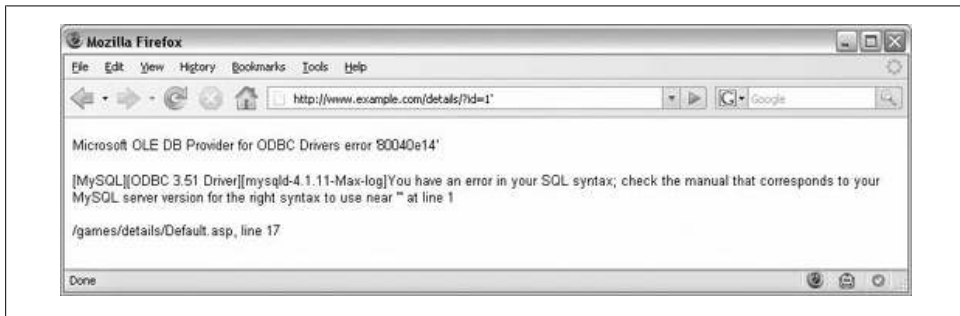 Mozilla Firefox
File Edit View History Bookmarks Tools Help
http://www.example.com/details/?id=1' Google
Microsoft OLE DB Provider for ODBC Drivers error '80040e14'
[MySQL][ODBC 3.51 Driver][mysqld-4.1.11-Max-log]You have an error in your SQL syntax; check the manual that corresponds to your
MySQL server version for the right syntax to use near ''' at line 1
/games/details/Default.asp, line 17
Done